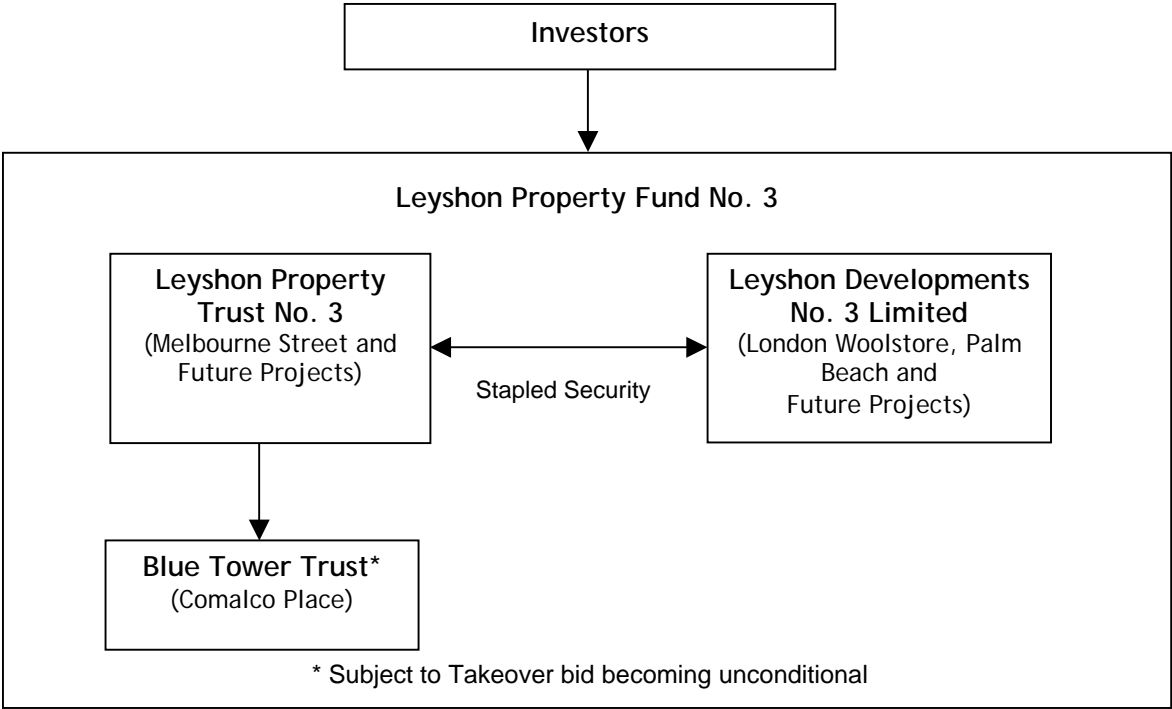 Investors
Leyshon Property Fund No. 3
Leyshon Property
Trust No. 3
(Melbourne Street and
Future Projects)
Stapled Security
Leyshon Developments
No. 3 Limited
(London Woolstore, Palm
Beach and
Future Projects)
Blue Tower Trust*
(Comalco Place)
* Subject to Takeover bid becoming unconditional